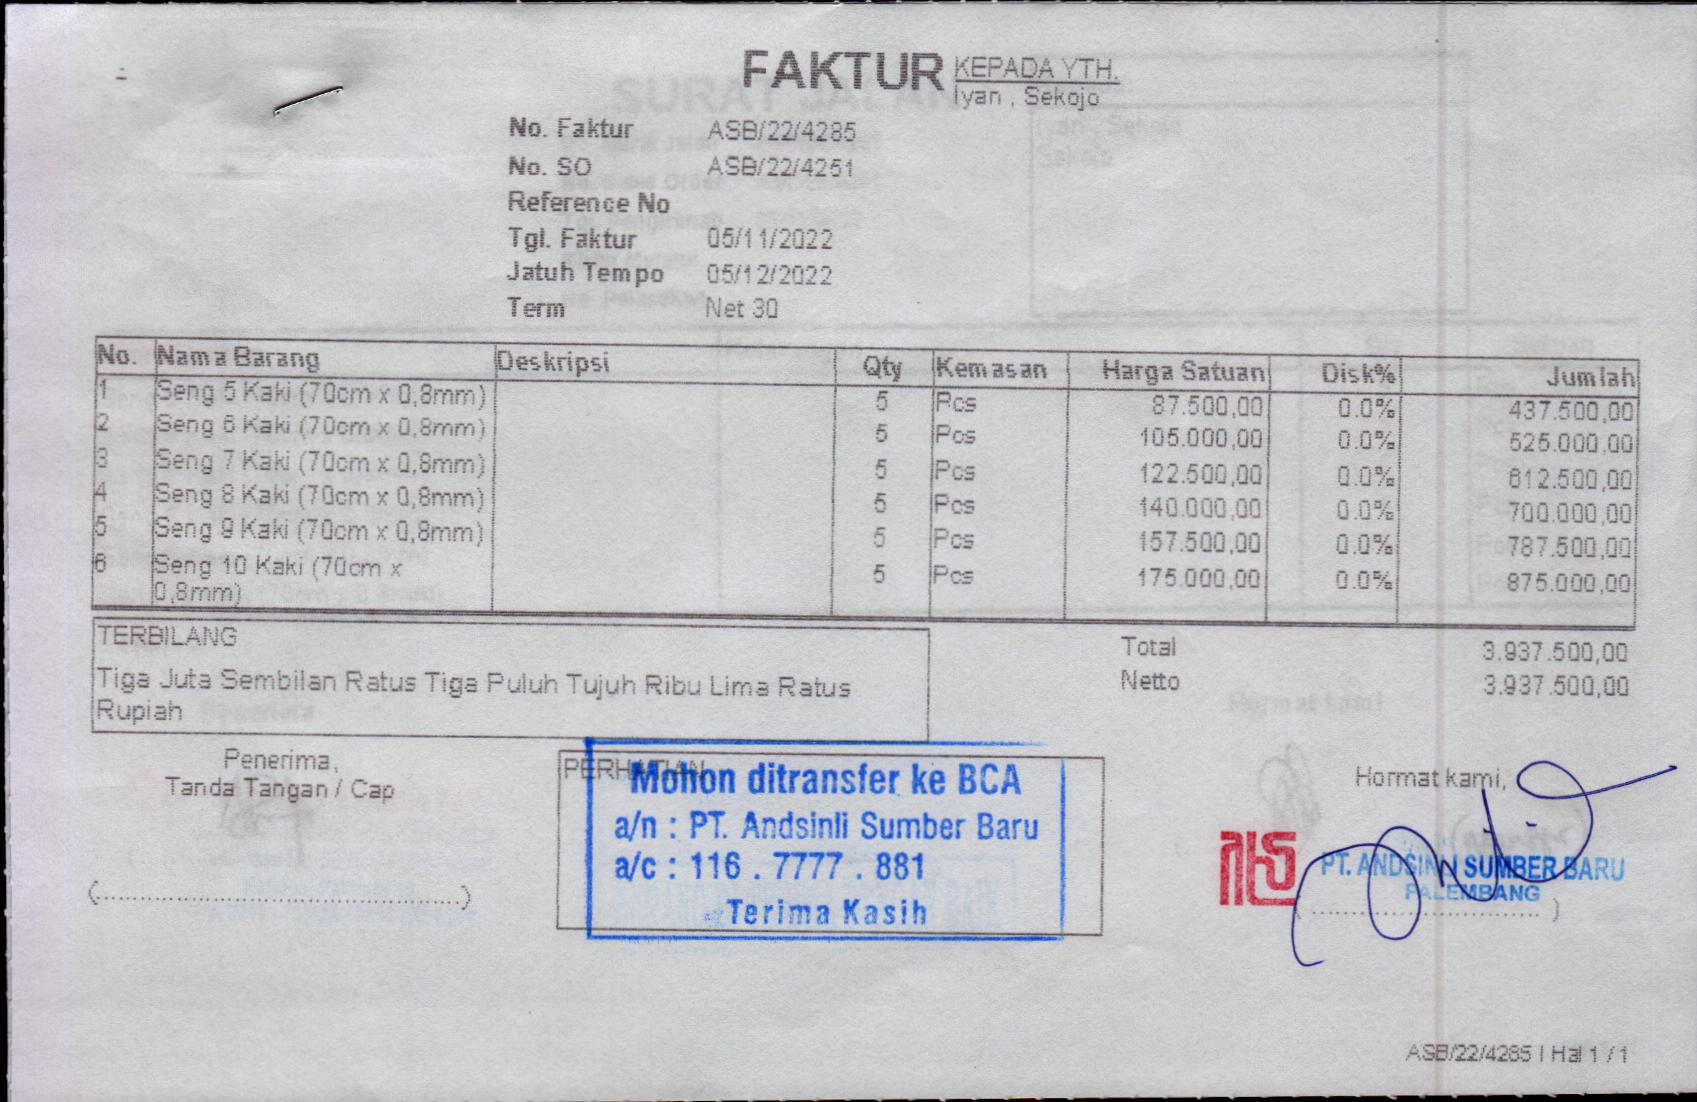 FAKTUR
KEPADA YTH.
Iyan , Sekojo
No. Faktur ASB/22/4285
No. SO ASB/22/4251
Reference No
Tgl. Faktur 05/11/2022
Jatuh Tempo 05/12/2022
Term Net 30
No. Nama Barang Deskripsi Qty Kemasan Harga Satuan Disk% Jumlah
1 Seng 5 Kaki (70cm x 0,8mm) 5 Pcs 87.500,00 0.0% 437.500,00
2 Seng 6 Kaki (70cm x 0,8mm) 5 Pcs 105.000,00 0.0% 525.000,00
3 Seng 7 Kaki (70cm x 0,8mm) 5 Pcs 122.500,00 0.0% 612.500,00
4 Seng 8 Kaki (70cm x 0,8mm) 5 Pcs 140.000,00 0.0% 700.000,00
5 Seng 9 Kaki (70cm x 0,8mm) 5 Pcs 157.500,00 0.0% 787.500,00
6 Seng 10 Kaki (70cm x 5 Pcs 175.000,00 0.0% 875.000,00
0,8mm)
TERBILANG
Tiga Juta Sembilan Ratus Tiga Puluh Tujuh Ribu Lima Ratus
Rupiah
Total 3.937.500,00
Netto 3.937.500,00
Penerima,
Tanda Tangan / Cap
(..................................................)
PERHATIAN
Mohon ditransfer ke BCA
a/n : PT. Andsinli Sumber Baru
a/c : 116 . 7777 . 881
Terima Kasih
Hormat kami,
PT. ANDSINLI SUMBER BARU
PALEMBANG
( ................................ )
ASB/22/4285 | Hal 1 / 1